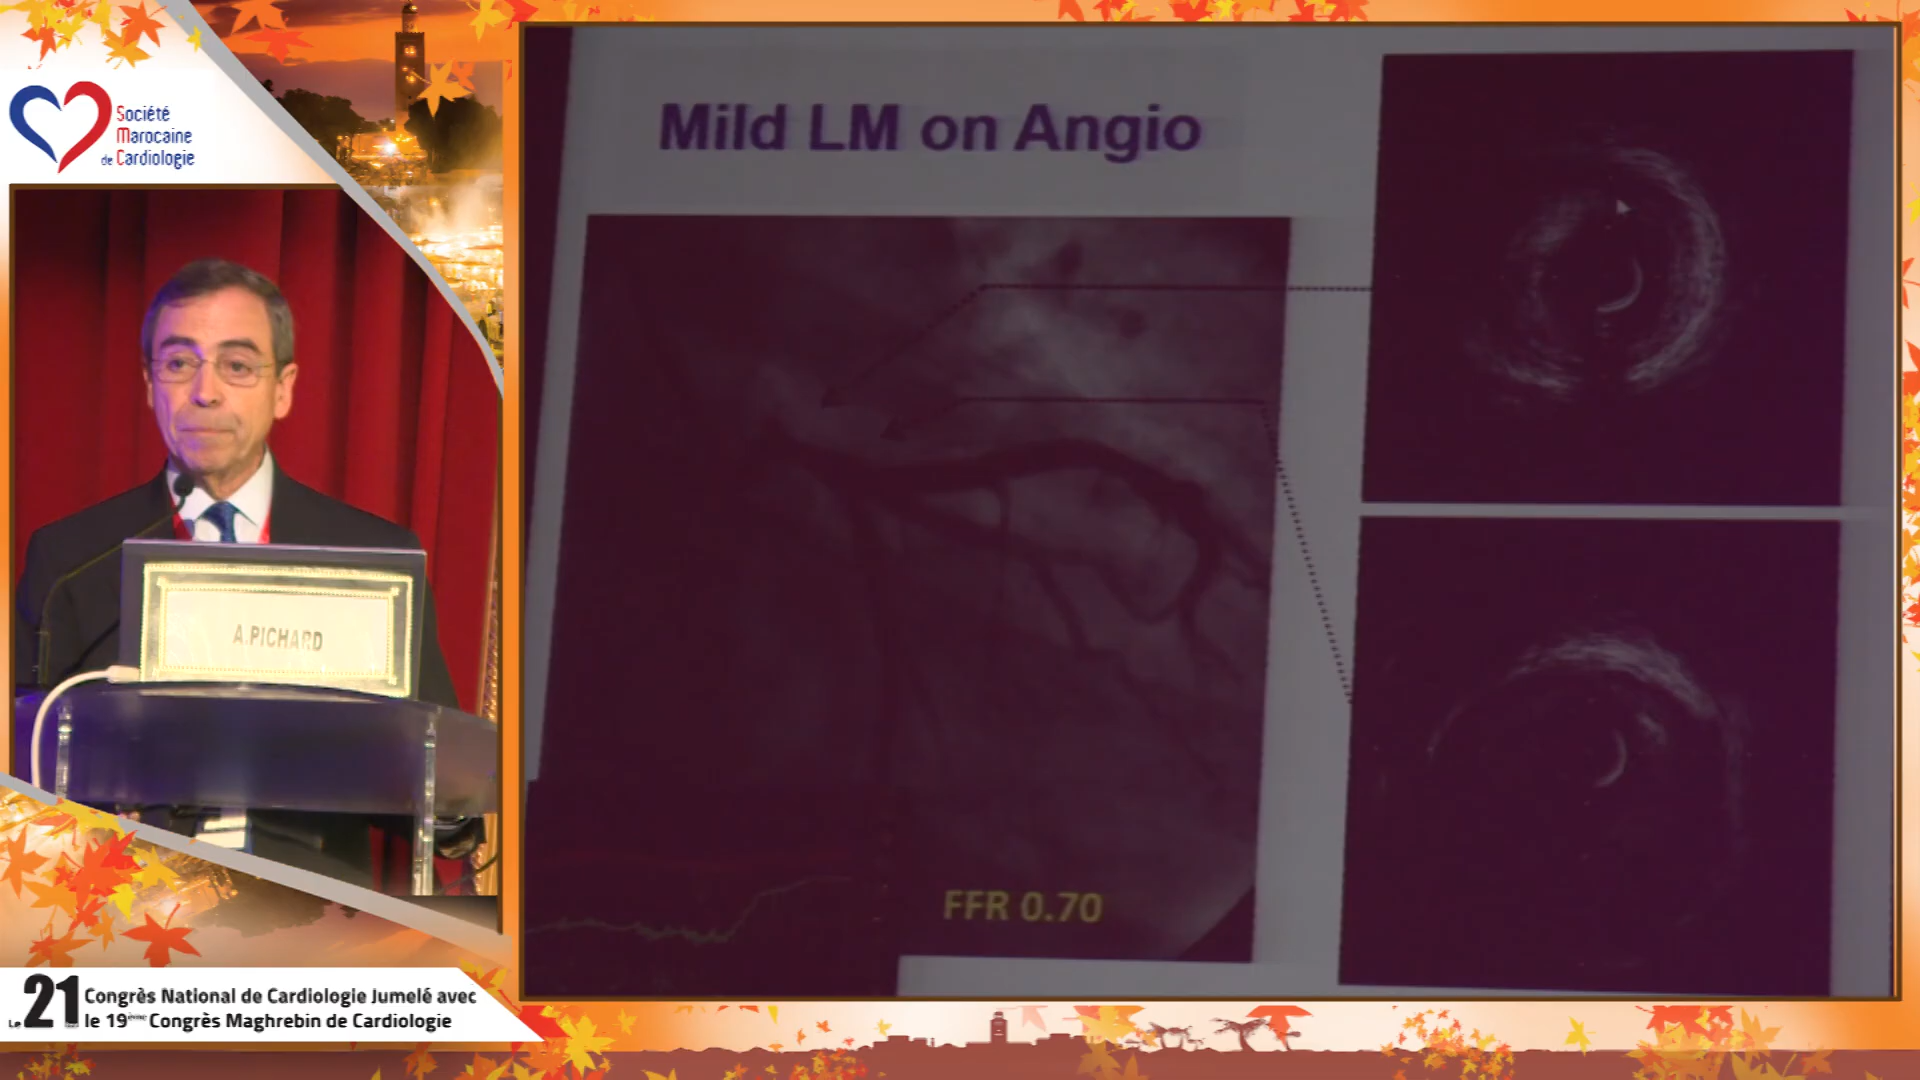 Société
Marocaine
de Cardiologie
Mild LM on Angio
A.PICHARD
FFR 0.70
Le 21 Congrès National de Cardiologie Jumelé avec
le 19ème Congrès Maghrebin de Cardiologie